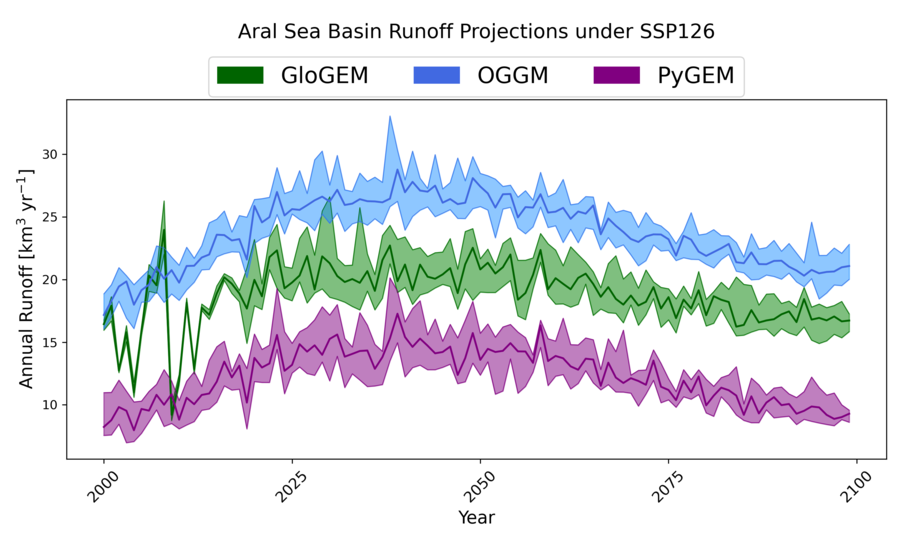 Aral Sea Basin Runoff Projections under SSP126
GloGEM OGGM PyGEM
Annual Runoff [km³ yr⁻¹]
30
25
20
15
10
2000 2025 2050 2075 2100
Year